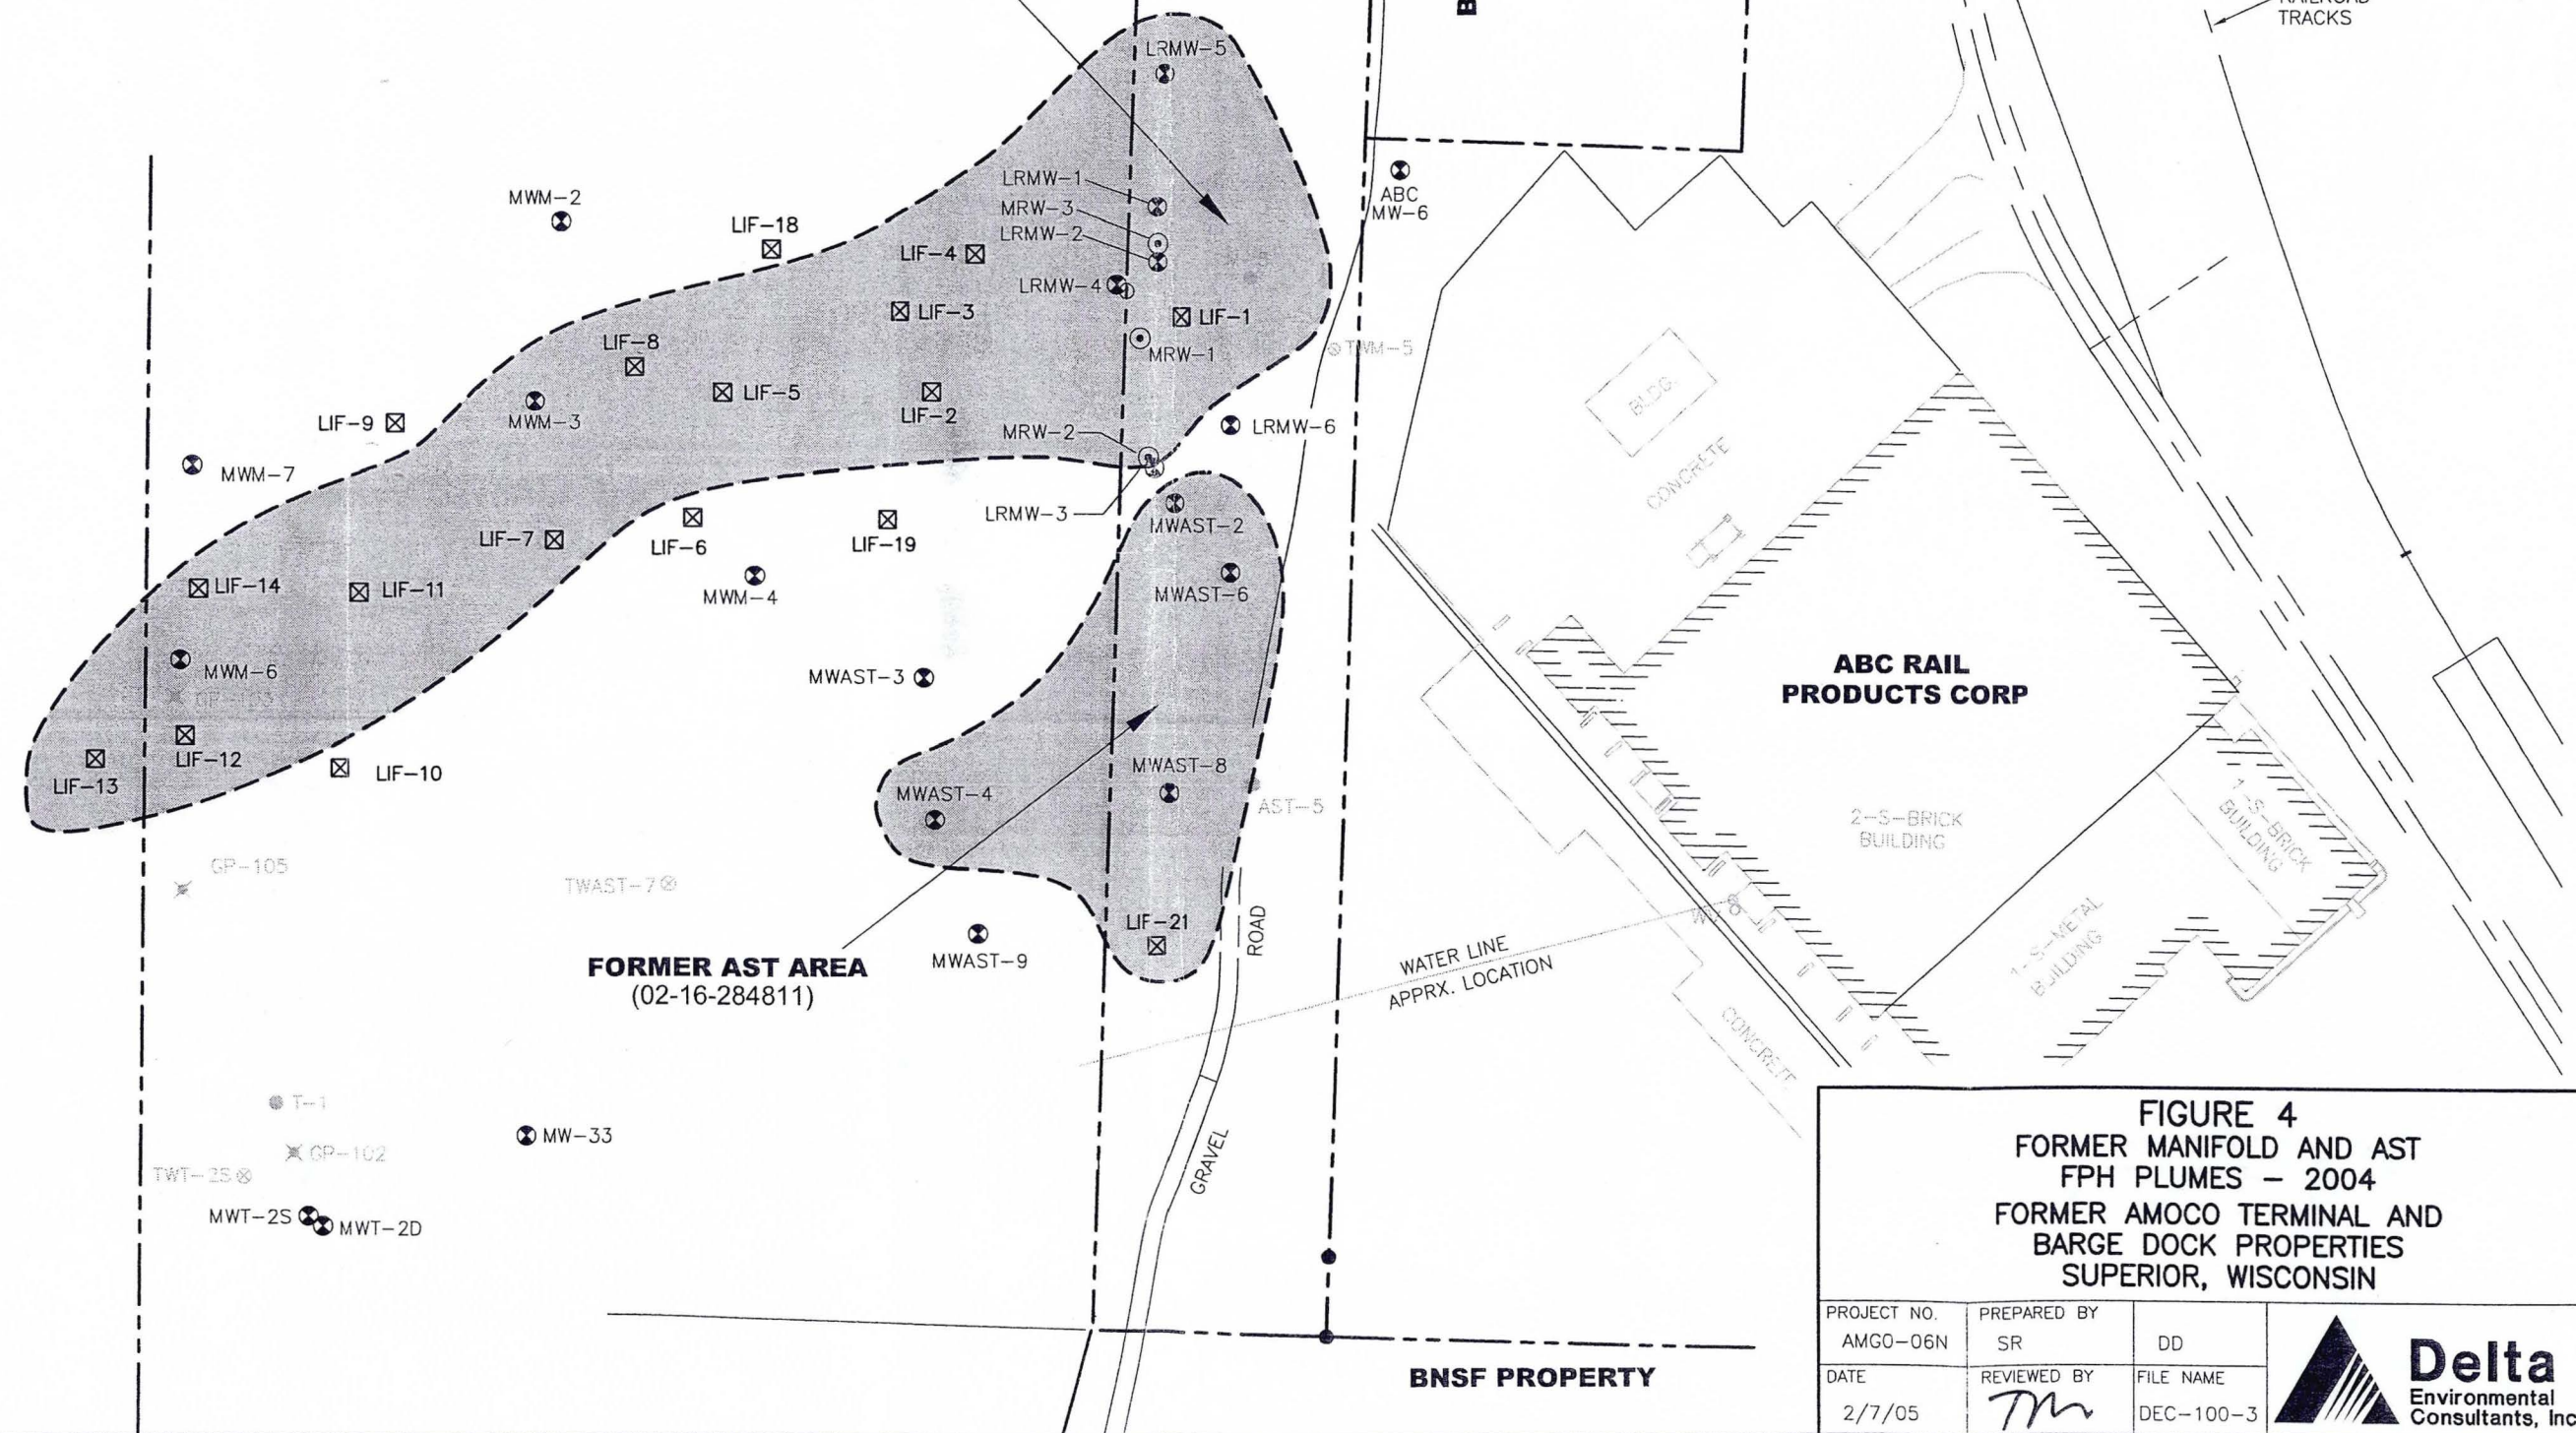 TRACKS
LRMW-5
LRMW-1
MRW-3
LRMW-2
LRMW-4
ABC
MW-6
MWM-2
LIF-18
LIF-4
LIF-3
LIF-1
MRW-1
TWM-5
LIF-8
LIF-5
LIF-2
MWM-3
LIF-9
MRW-2
LRMW-6
MWM-7
LRMW-3
MWAST-2
LIF-7
LIF-6
LIF-19
MWAST-6
LIF-14
LIF-11
MWM-4
MWM-6
MWAST-3
LIF-12
LIF-13
LIF-10
MWAST-8
MWAST-4
AST-5
GP-105
TWAST-7
LIF-21
MWAST-9
FORMER AST AREA
(02-16-284811)
ROAD
GRAVEL
WATER LINE
APPRX. LOCATION
BLDG.
CONCRETE
ABC RAIL
PRODUCTS CORP
2-S-BRICK
BUILDING
1-S-BRICK
BUILDING
1-S-METAL
BUILDING
WV
CONCRETE
T-1
GP-102
TWT-2S
MW-33
MWT-2S
MWT-2D
BNSF PROPERTY
FIGURE 4
FORMER MANIFOLD AND AST
FPH PLUMES - 2004
FORMER AMOCO TERMINAL AND
BARGE DOCK PROPERTIES
SUPERIOR, WISCONSIN
PROJECT NO.
AMGO-06N
PREPARED BY
SR
DD
DATE
2/7/05
REVIEWED BY
FILE NAME
DEC-100-3
Delta
Environmental
Consultants, Inc